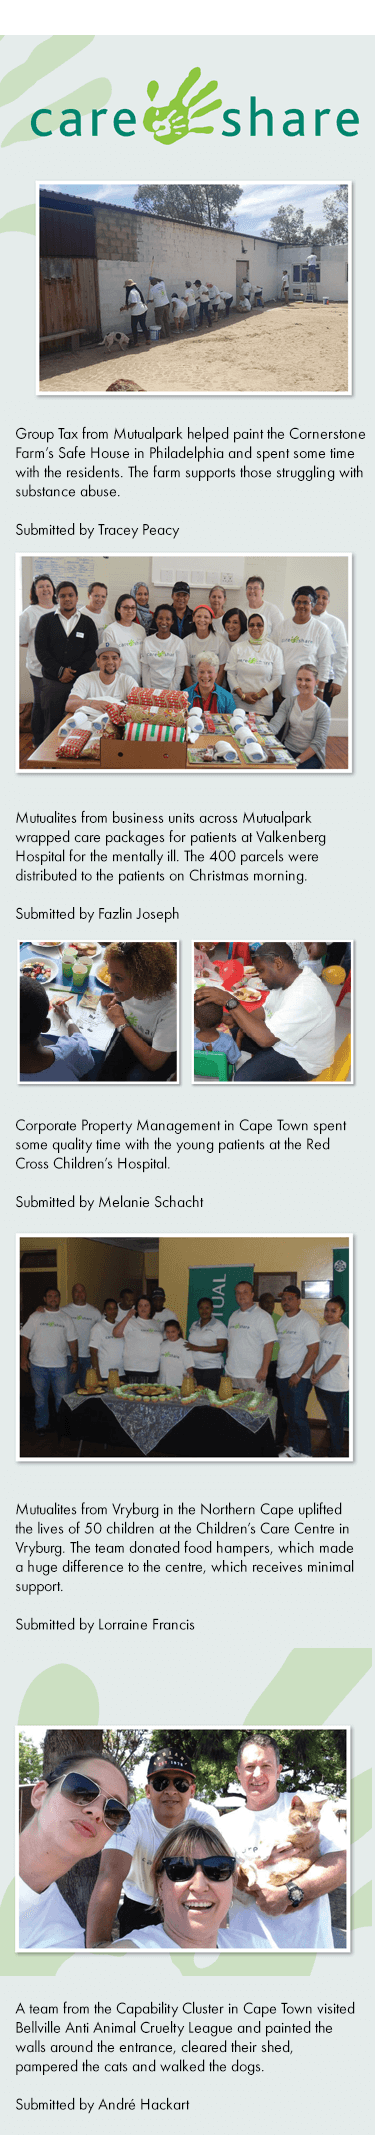 care share
Group Tax from Mutualpark helped paint the Cornerstone
Farm's Safe House in Philadelphia and spent some time
with the residents. The farm supports those struggling with
substance abuse.
Submitted by Tracey Peacy
Mutualites from business units across Mutualpark
wrapped care packages for patients at Valkenberg
Hospital for the mentally ill. The 400 parcels were
distributed to the patients on Christmas morning.
Submitted by Fazlin Joseph
Corporate Property Management in Cape Town spent
some quality time with the young patients at the Red
Cross Children's Hospital.
Submitted by Melanie Schacht
TUAL
Mutualites from Vryburg in the Northern Cape uplifted
the lives of 50 children at the Children's Care Centre in
Vryburg. The team donated food hampers, which made
a huge difference to the centre, which receives minimal
support.
Submitted by Lorraine Francis
A team from the Capability Cluster in Cape Town visited
Bellville Anti Animal Cruelty League and painted the
walls around the entrance, cleared their shed,
pampered the cats and walked the dogs.
Submitted by André Hackart